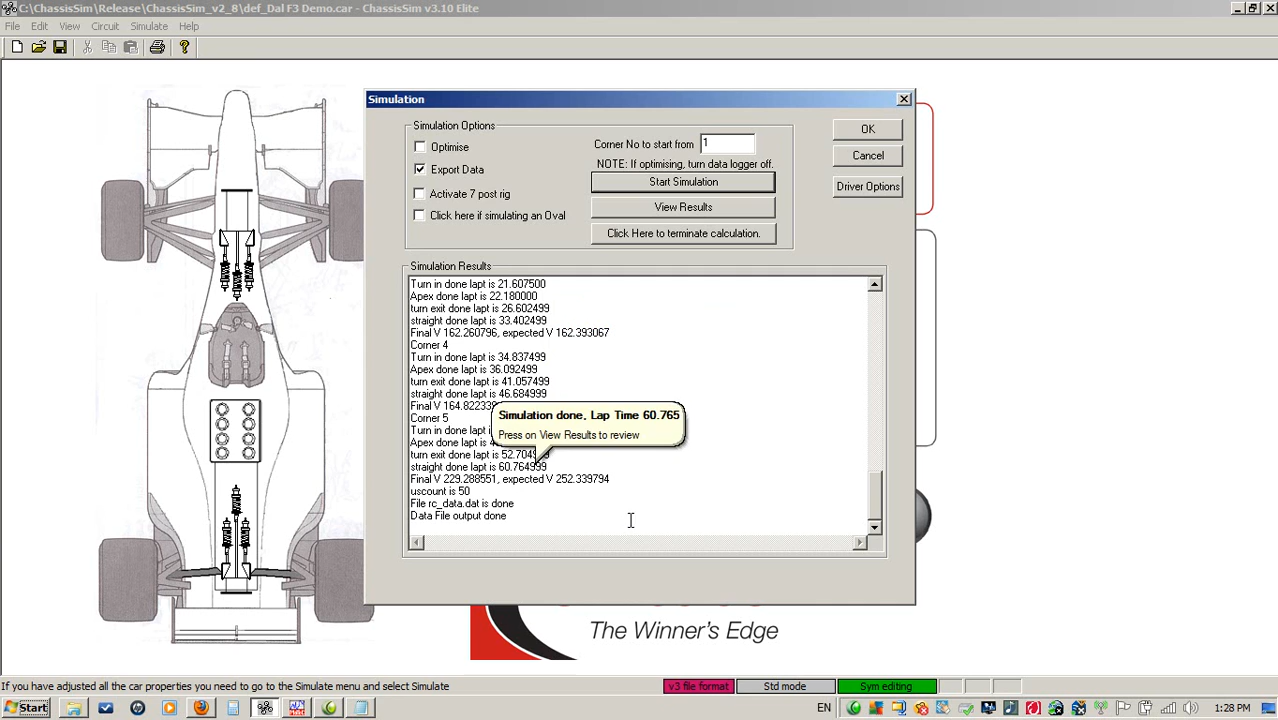 C:\ChassisSim\Release\ChassisSim_v2_8\def_Dal F3 Demo.car - ChassisSim v3.10 Elite
File Edit View Circuit Simulate Help
Simulation
Simulation Options
Optimise
Export Data
Activate 7 post rig
Click here if simulating an Oval
Corner No to start from 1
NOTE: If optimising, turn data logger off.
Start Simulation
View Results
Click Here to terminate calculation.
OK
Cancel
Driver Options
Simulation Results
Turn in done lapt is 21.607500
Apex done lapt is 22.180000
turn exit done lapt is 26.602499
straight done lapt is 33.402499
Final V 162.260796, expected V 162.393067
Corner 4
Turn in done lapt is 34.837499
Apex done lapt is 36.092499
turn exit done lapt is 41.057499
straight done lapt is 46.684999
Final V 164.822339
Corner 5
Turn in done lapt is
Apex done lapt is
turn exit done lapt is 52.704999
straight done lapt is 60.764999
Final V 229.288551, expected V 252.339794
uscount is 50
File rc_data.dat is done
Data File output done
Simulation done, Lap Time 60.765
Press on View Results to review
The Winner's Edge
If you have adjusted all the car properties you need to go to the Simulate menu and select Simulate
v3 file format
Std mode
Sym editing
Start
EN
1:28 PM